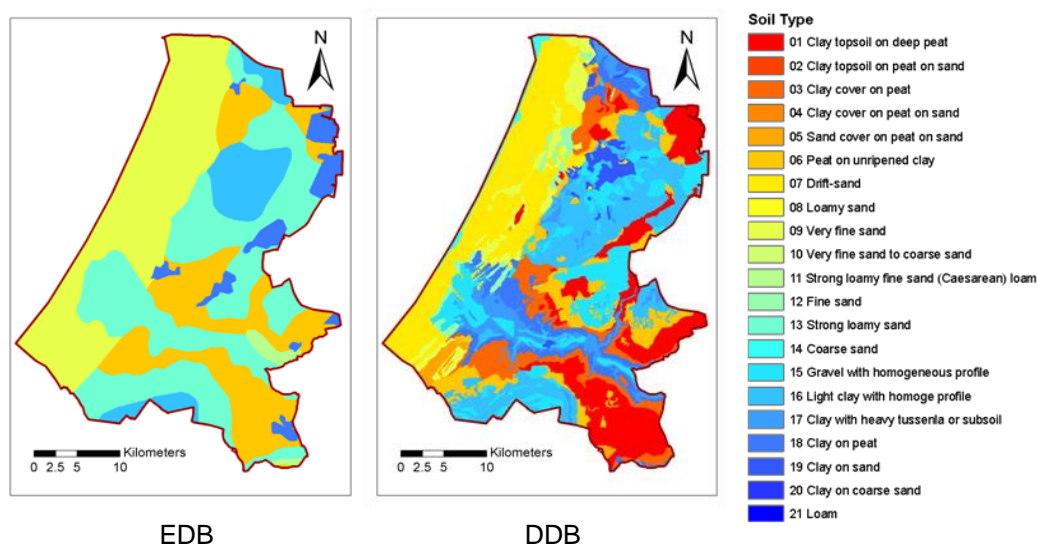 N
Kilometers
0 2.5 5 10
EDB
N
Kilometers
0 2.5 5 10
DDB
Soil Type
01 Clay topsoil on deep peat
02 Clay topsoil on peat on sand
03 Clay cover on peat
04 Clay cover on peat on sand
05 Sand cover on peat on sand
06 Peat on unripened clay
07 Drift-sand
08 Loamy sand
09 Very fine sand
10 Very fine sand to coarse sand
11 Strong loamy fine sand (Caesarean) loam
12 Fine sand
13 Strong loamy sand
14 Coarse sand
15 Gravel with homogeneous profile
16 Light clay with homoge profile
17 Clay with heavy tussenla or subsoil
18 Clay on peat
19 Clay on sand
20 Clay on coarse sand
21 Loam